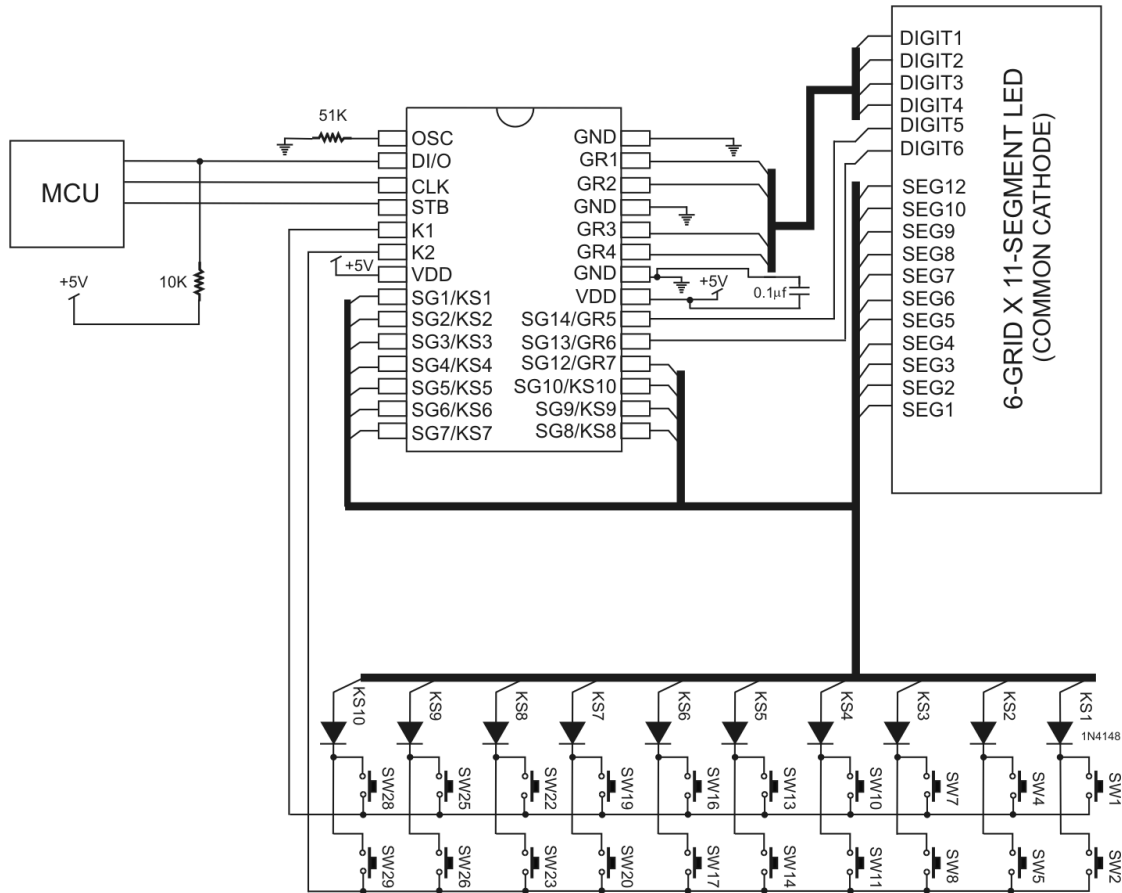 MCU
+5V
10K
51K
OSC
DI/O
CLK
STB
K1
K2
+5V
VDD
SG1/KS1
SG2/KS2
SG3/KS3
SG4/KS4
SG5/KS5
SG6/KS6
SG7/KS7
GND
GR1
GR2
GND
GR3
GR4
GND
VDD
SG14/GR5
SG13/GR6
SG12/GR7
SG10/KS10
SG9/KS9
SG8/KS8
+5V
0.1µf
DIGIT1
DIGIT2
DIGIT3
DIGIT4
DIGIT5
DIGIT6
SEG12
SEG10
SEG9
SEG8
SEG7
SEG6
SEG5
SEG4
SEG3
SEG2
SEG1
6-GRID X 11-SEGMENT LED
(COMMON CATHODE)
KS10
KS9
KS8
KS7
KS6
KS5
KS4
KS3
KS2
KS1
1N4148
SW28
SW25
SW22
SW19
SW16
SW13
SW10
SW7
SW4
SW1
SW29
SW26
SW23
SW20
SW17
SW14
SW11
SW8
SW5
SW2